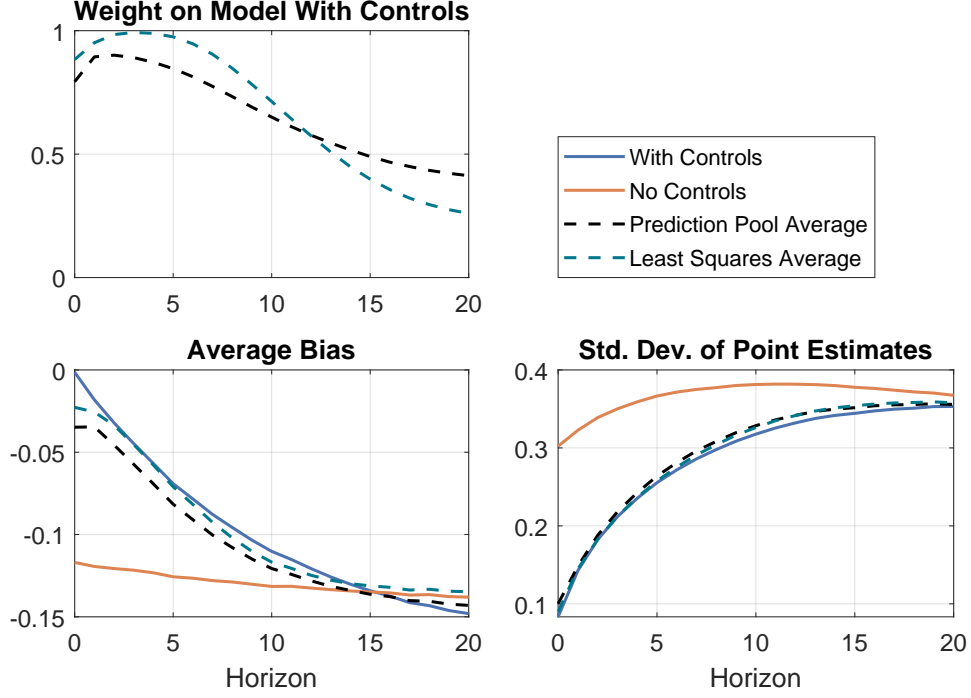 Weight on Model With Controls
1
0.5
0
0 5 10 15 20
With Controls
No Controls
Prediction Pool Average
Least Squares Average
Average Bias
0
-0.05
-0.1
-0.15
0 5 10 15 20
Horizon
Std. Dev. of Point Estimates
0.4
0.3
0.2
0.1
0 5 10 15 20
Horizon